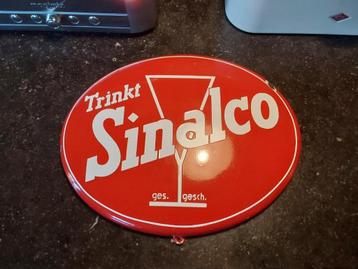 Trinkt
Sinalco
ges. gesch.